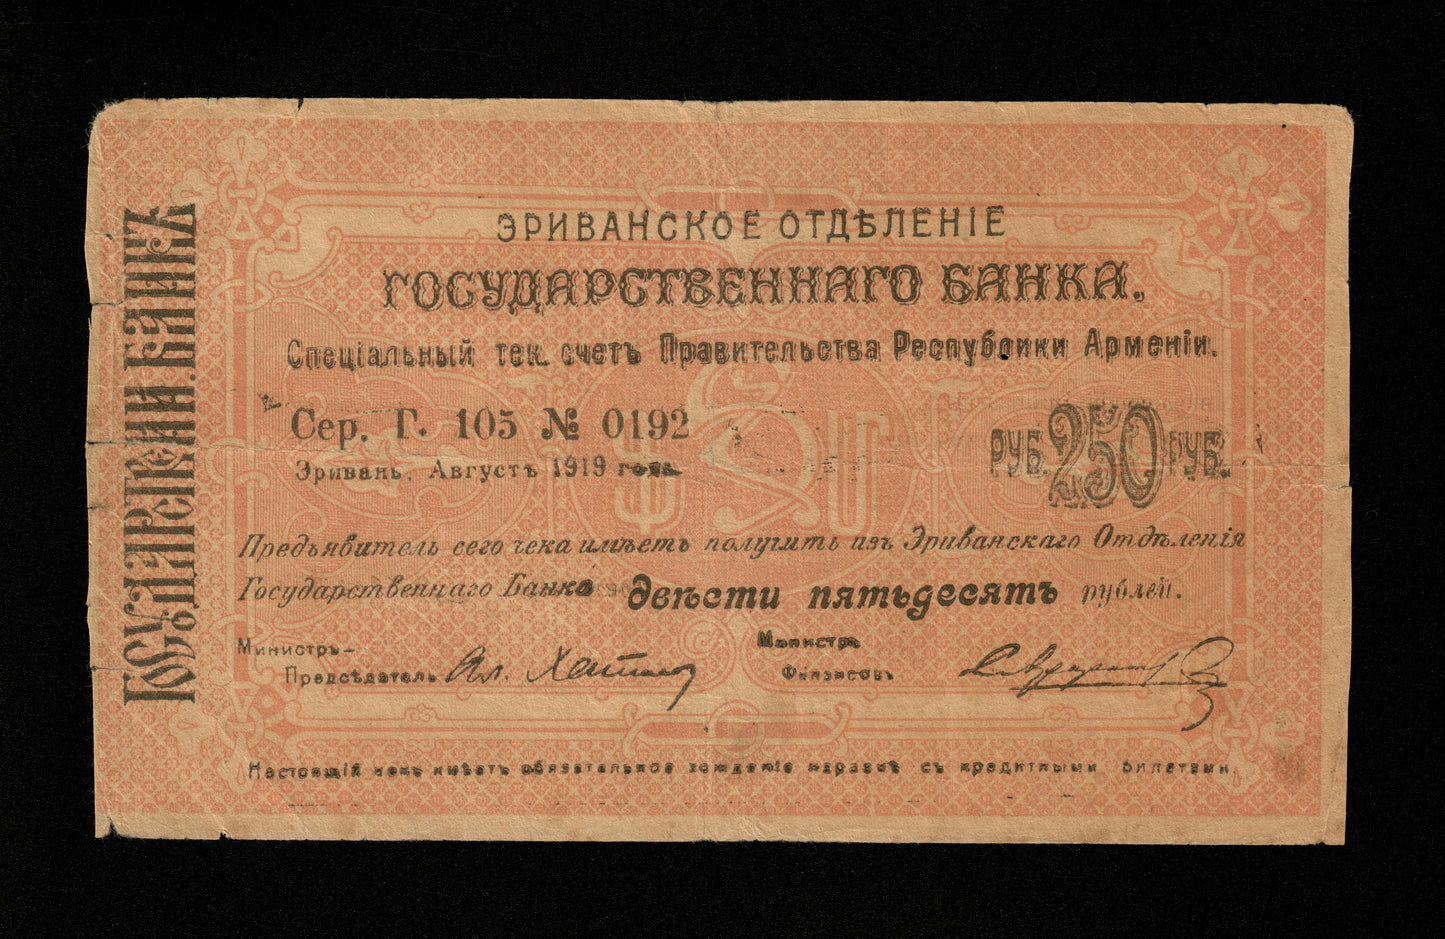 ГОСУДАРСТВЕНН. БАНКЪ
ЭРИВАНСКОЕ ОТДѢЛЕНІЕ
ГОСУДАРСТВЕННАГО БАНКА.
Спеціальный тек. счетъ Правительства Республики Арменіи.
Сер. Г. 105 № 0192
РУБ. 250 РУБ.
Эривань, Августъ 1919 года.
Предъявитель сего чека имѣетъ получить изъ Эриванскаго Отдѣленія
Государственнаго Банка двѣсти пятьдесятъ рублей.
Министръ-
Предсѣдатель
Министръ
Финансовъ
Настоящій чекъ имѣетъ обязательное хожденіе наравнѣ съ кредитными билетами.